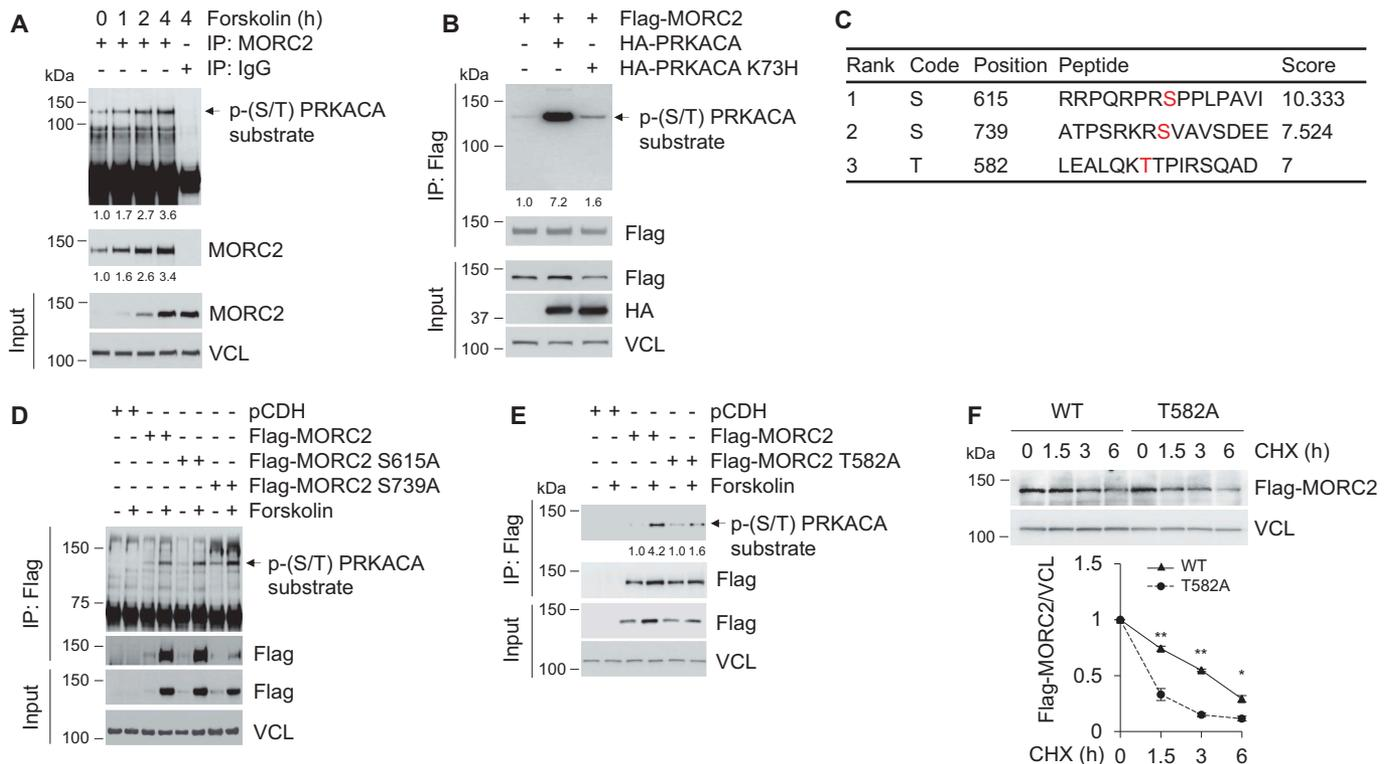 A
0 1 2 4 4 Forskolin (h)
+ + + + - IP: MORC2
- - - - + IP: IgG
kDa
150
100
p-(S/T) PRKACA
substrate
1.0 1.7 2.7 3.6
150
MORC2
1.0 1.6 2.6 3.4
Input
150
MORC2
100
VCL
B
+ + + Flag-MORC2
- + - HA-PRKACA
- - + HA-PRKACA K73H
kDa
IP: Flag
150
100
p-(S/T) PRKACA
substrate
1.0 7.2 1.6
150
Flag
Input
150
Flag
37
HA
100
VCL
C
Rank Code Position Peptide Score
1 S 615 RRPQRPRSPPLPAVI 10.333
2 S 739 ATPSRKRSVAVSDEE 7.524
3 T 582 LEALQKTTPIRSQAD 7
D
+ + - - - - - - pCDH
- - + + - - - - Flag-MORC2
- - - - + + - - Flag-MORC2 S615A
- - - - - - + + Flag-MORC2 S739A
- + - + - + - + Forskolin
IP: Flag
150
75
p-(S/T) PRKACA
substrate
150
Flag
Input
150
Flag
100
VCL
E
+ + - - - - pCDH
- - + + - - Flag-MORC2
- - - - + + Flag-MORC2 T582A
- + - + - + Forskolin
kDa
IP: Flag
150
p-(S/T) PRKACA
substrate
1.0 4.2 1.0 1.6
150
Flag
Input
150
Flag
100
VCL
F
WT T582A
kDa
0 1.5 3 6 0 1.5 3 6 CHX (h)
150
Flag-MORC2
100
VCL
Flag-MORC2/VCL
1.5
1
0.5
0
WT
T582A
** ** *
CHX (h) 0 1.5 3 6